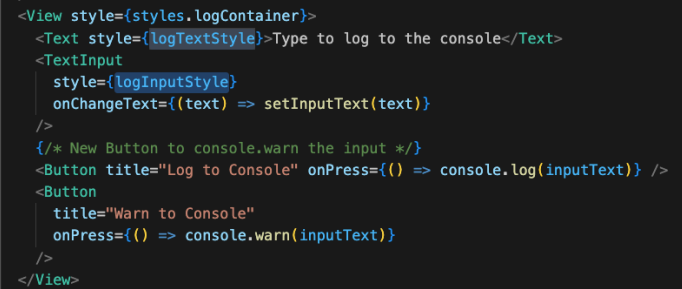 <View style={styles.logContainer}>
<Text style={logTextStyle}>Type to log to the console</Text>
<TextInput
style={logInputStyle}
onChangeText={(text) => setInputText(text)}
/>
{/* New Button to console.warn the input */}
<Button title="Log to Console" onPress={() => console.log(inputText)} />
<Button
title="Warn to Console"
onPress={() => console.warn(inputText)}
/>
</View>